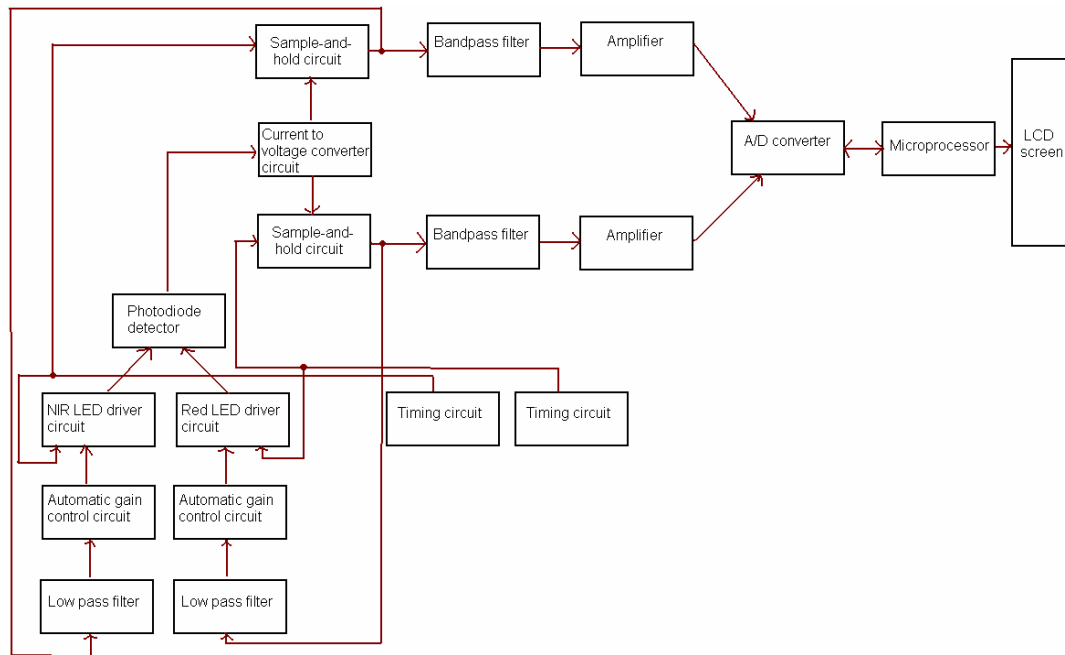 Sample-and-
hold circuit
Bandpass filter
Amplifier
Current to
voltage converter
circuit
A/D converter
Microprocessor
LCD
screen
Sample-and-
hold circuit
Bandpass filter
Amplifier
Photodiode
detector
NIR LED driver
circuit
Red LED driver
circuit
Timing circuit
Timing circuit
Automatic gain
control circuit
Automatic gain
control circuit
Low pass filter
Low pass filter